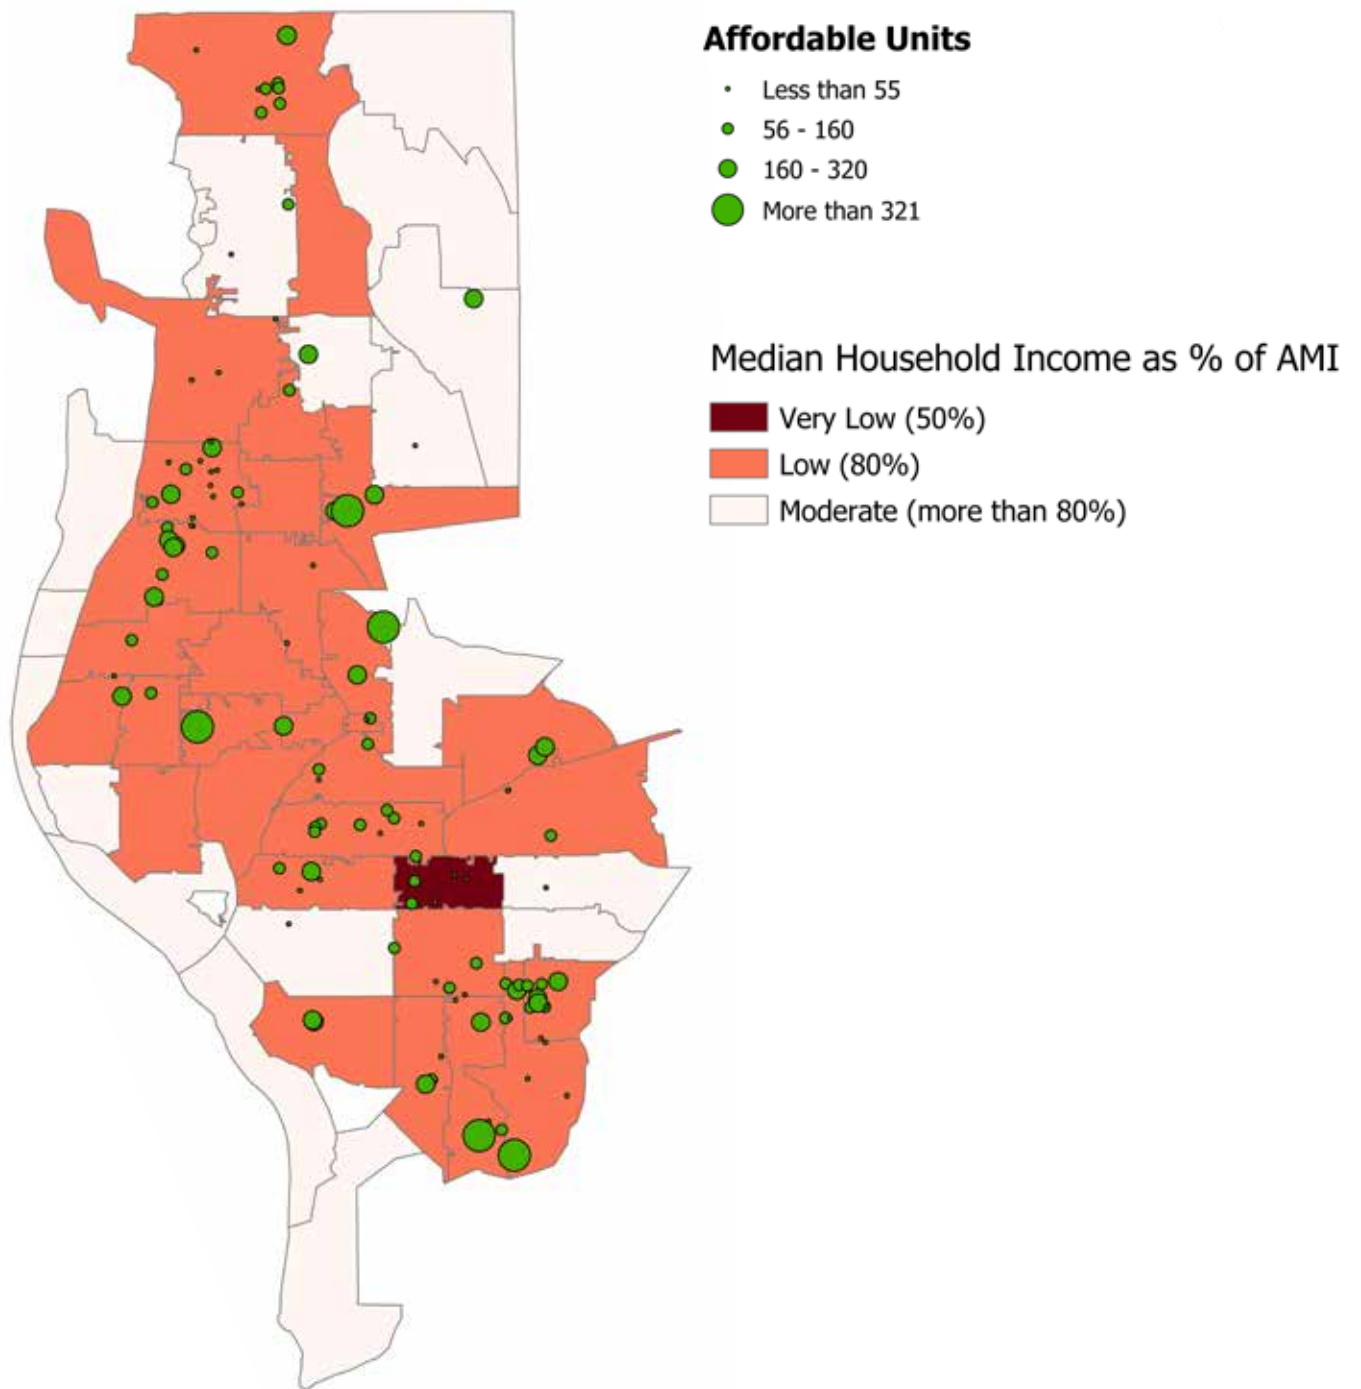 Affordable Units
Less than 55
56 - 160
160 - 320
More than 321
Median Household Income as % of AMI
Very Low (50%)
Low (80%)
Moderate (more than 80%)